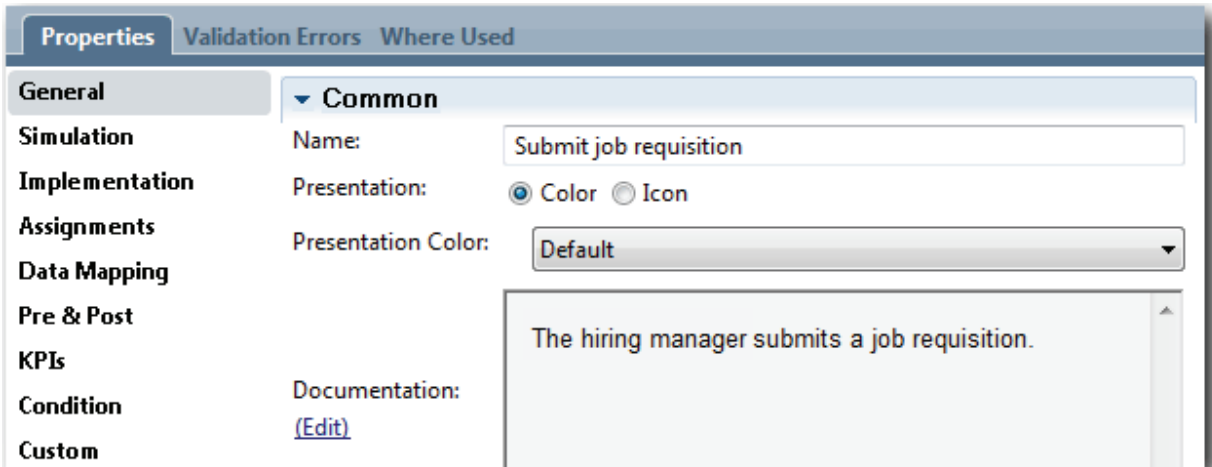 Properties Validation Errors Where Used
General
Simulation
Implementation
Assignments
Data Mapping
Pre & Post
KPIs
Condition
Custom
Common
Name: Submit job requisition
Presentation: Color Icon
Presentation Color: Default
The hiring manager submits a job requisition.
Documentation:
(Edit)